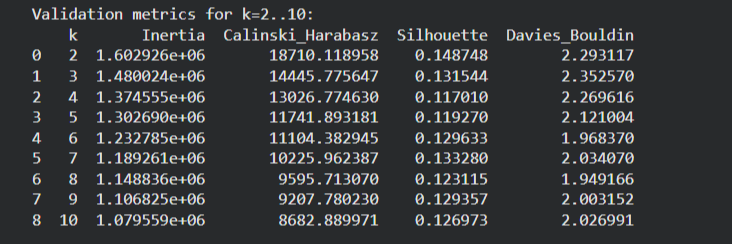 Validation metrics for k=2..10:
k Inertia Calinski_Harabasz Silhouette Davies_Bouldin
0 2 1.602926e+06 18710.118958 0.148748 2.293117
1 3 1.480024e+06 14445.775647 0.131544 2.352570
2 4 1.374555e+06 13026.774630 0.117010 2.269616
3 5 1.302690e+06 11741.893181 0.119270 2.121004
4 6 1.232785e+06 11104.382945 0.129633 1.968370
5 7 1.189261e+06 10225.962387 0.133280 2.034070
6 8 1.148836e+06 9595.713070 0.123115 1.949166
7 9 1.106825e+06 9207.780230 0.129357 2.003152
8 10 1.079559e+06 8682.889971 0.126973 2.026991